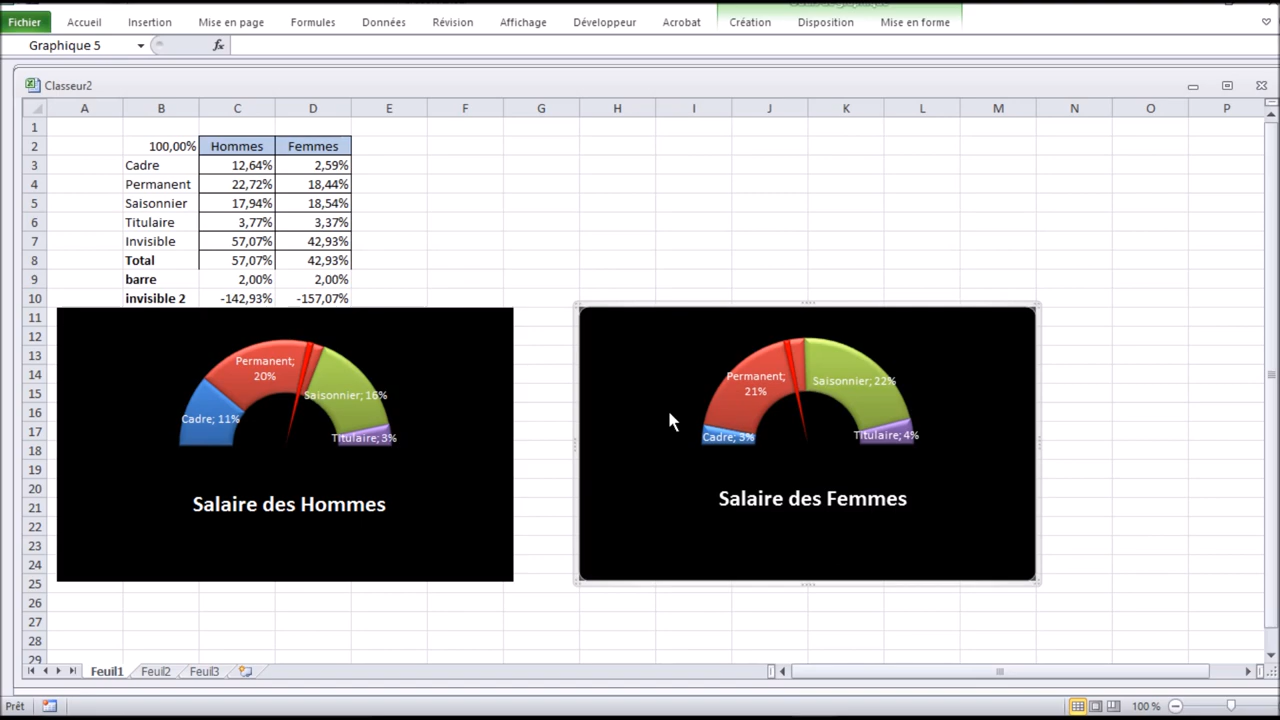 Fichier Accueil Insertion Mise en page Formules Données Révision Affichage Développeur Acrobat Création Disposition Mise en forme
Graphique 5 fx
Classeur2
A B C D E F G H I J K L M N O P
1
2 100,00% Hommes Femmes
3 Cadre 12,64% 2,59%
4 Permanent 22,72% 18,44%
5 Saisonnier 17,94% 18,54%
6 Titulaire 3,77% 3,37%
7 Invisible 57,07% 42,93%
8 Total 57,07% 42,93%
9 barre 2,00% 2,00%
10 invisible 2 -142,93% -157,07%
11
12
13
14
15
16
17
18
19
20
21
22
23
24
25
26
27
28
29
Permanent;
20%
Saisonnier; 16%
Cadre; 11%
Titulaire; 3%
Salaire des Hommes
Permanent;
21%
Saisonnier; 22%
Cadre; 3%
Titulaire; 4%
Salaire des Femmes
Feuil1 Feuil2 Feuil3
Prêt 100 %